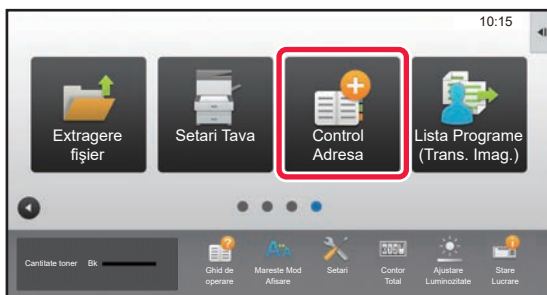 10:15
Extragere
fişier
Setari Tava
Control
Adresa
Lista Programe
(Trans. Imag.)
Cantitate toner Bk
Ghid de
operare
Mareste Mod
Afisare
Setari
Contor
Total
Ajustare
Luminozitate
Stare
Lucrare